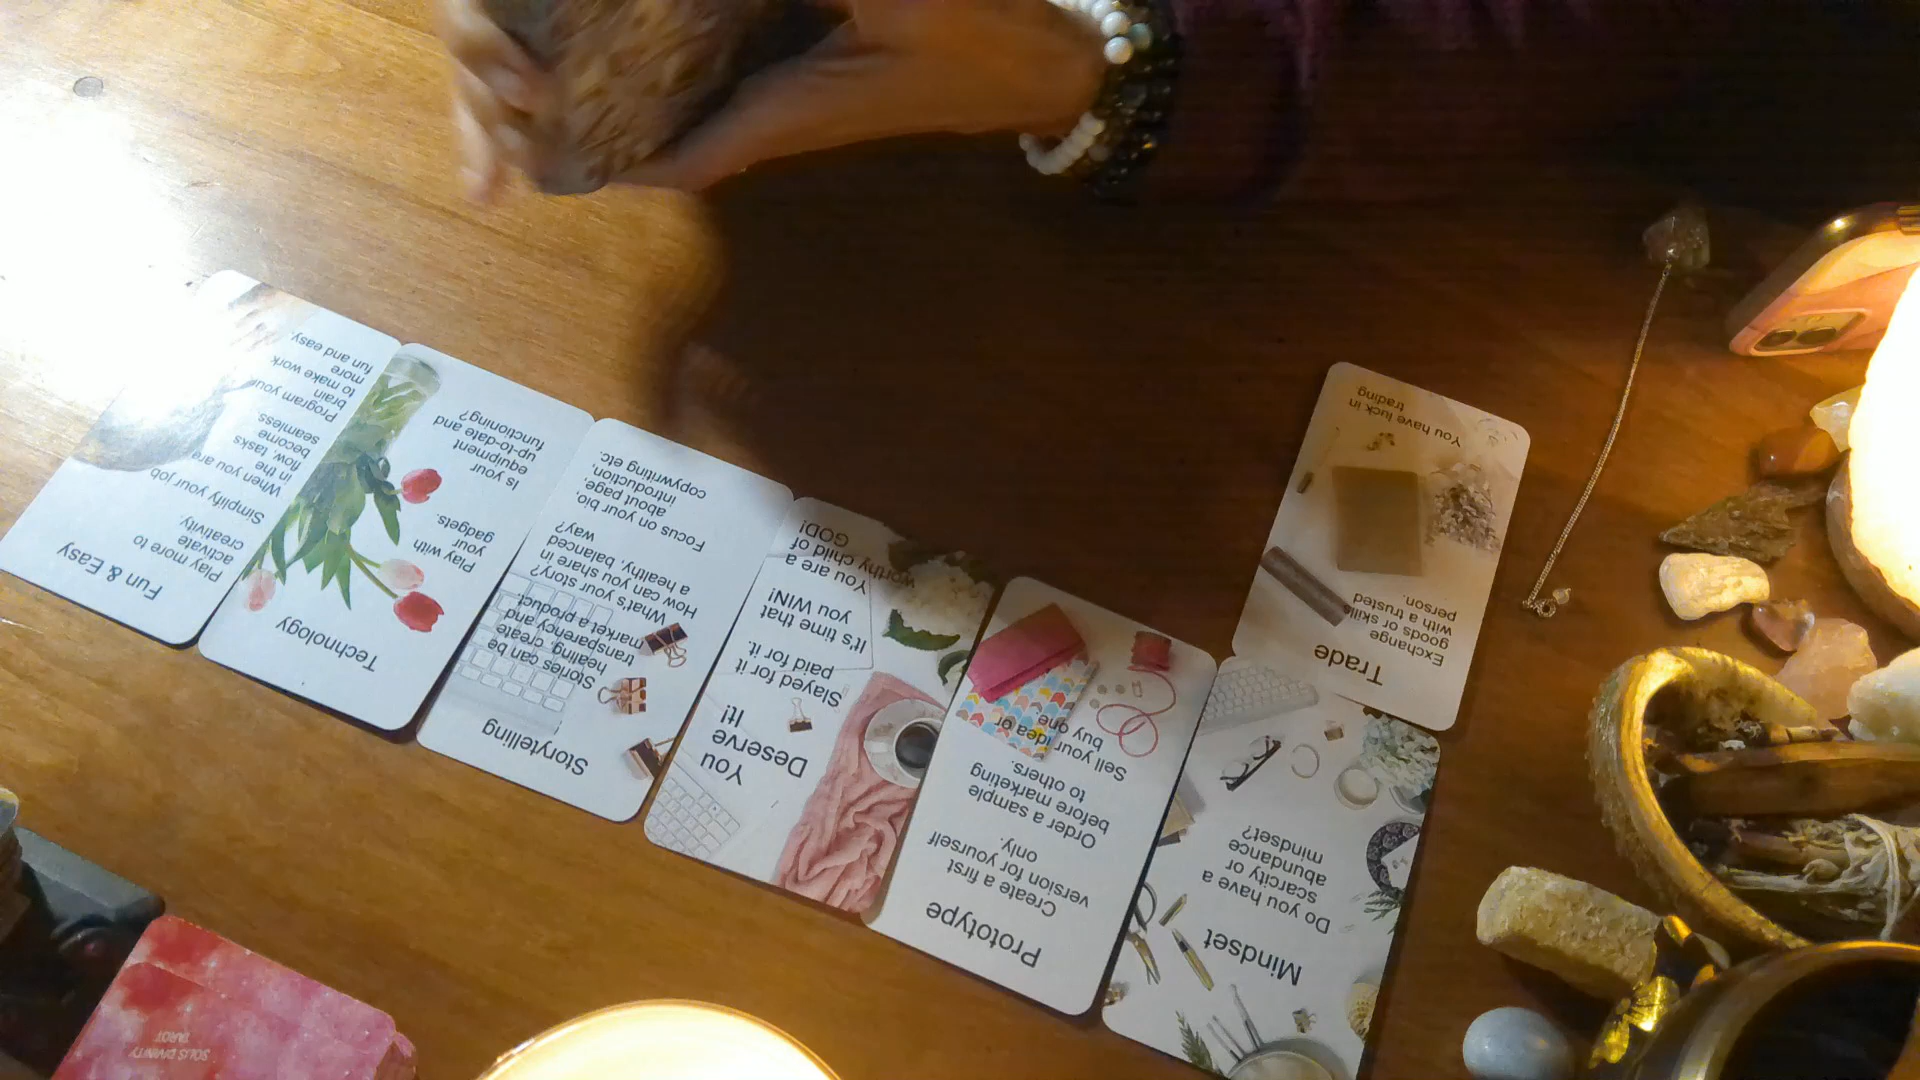 Trade
Exchange
goods or skills
with a trusted
person.
You have luck in
trading
Mindset
Do you have a
scarcity or
abundance
mindset?
Prototype
Create a first
version for yourself
only.
Order a sample
before marketing
to others.
Sell your idea or
buy one
You
Deserve
It!
Slayed for it
paid for it.
It's time that
you WIN!
You are a
worthy child of
GOD!
Storytelling
Stories can be
healing, create
transparency and
market a product.
What's your story?
How can you share in
a healthy, balanced
way?
Focus on your bio,
about page,
introduction,
copywriting etc.
Technology
Play with
your
gadgets.
Is your
equipment
up-to-date and
functioning?
Fun & Easy
Play more to
activate
creativity.
Simplify your job
When you are
in the
flow, tasks
become
seamless
Program your
brain
to make work
more
fun and easy.
SOLIS DIVINITY
TAROT